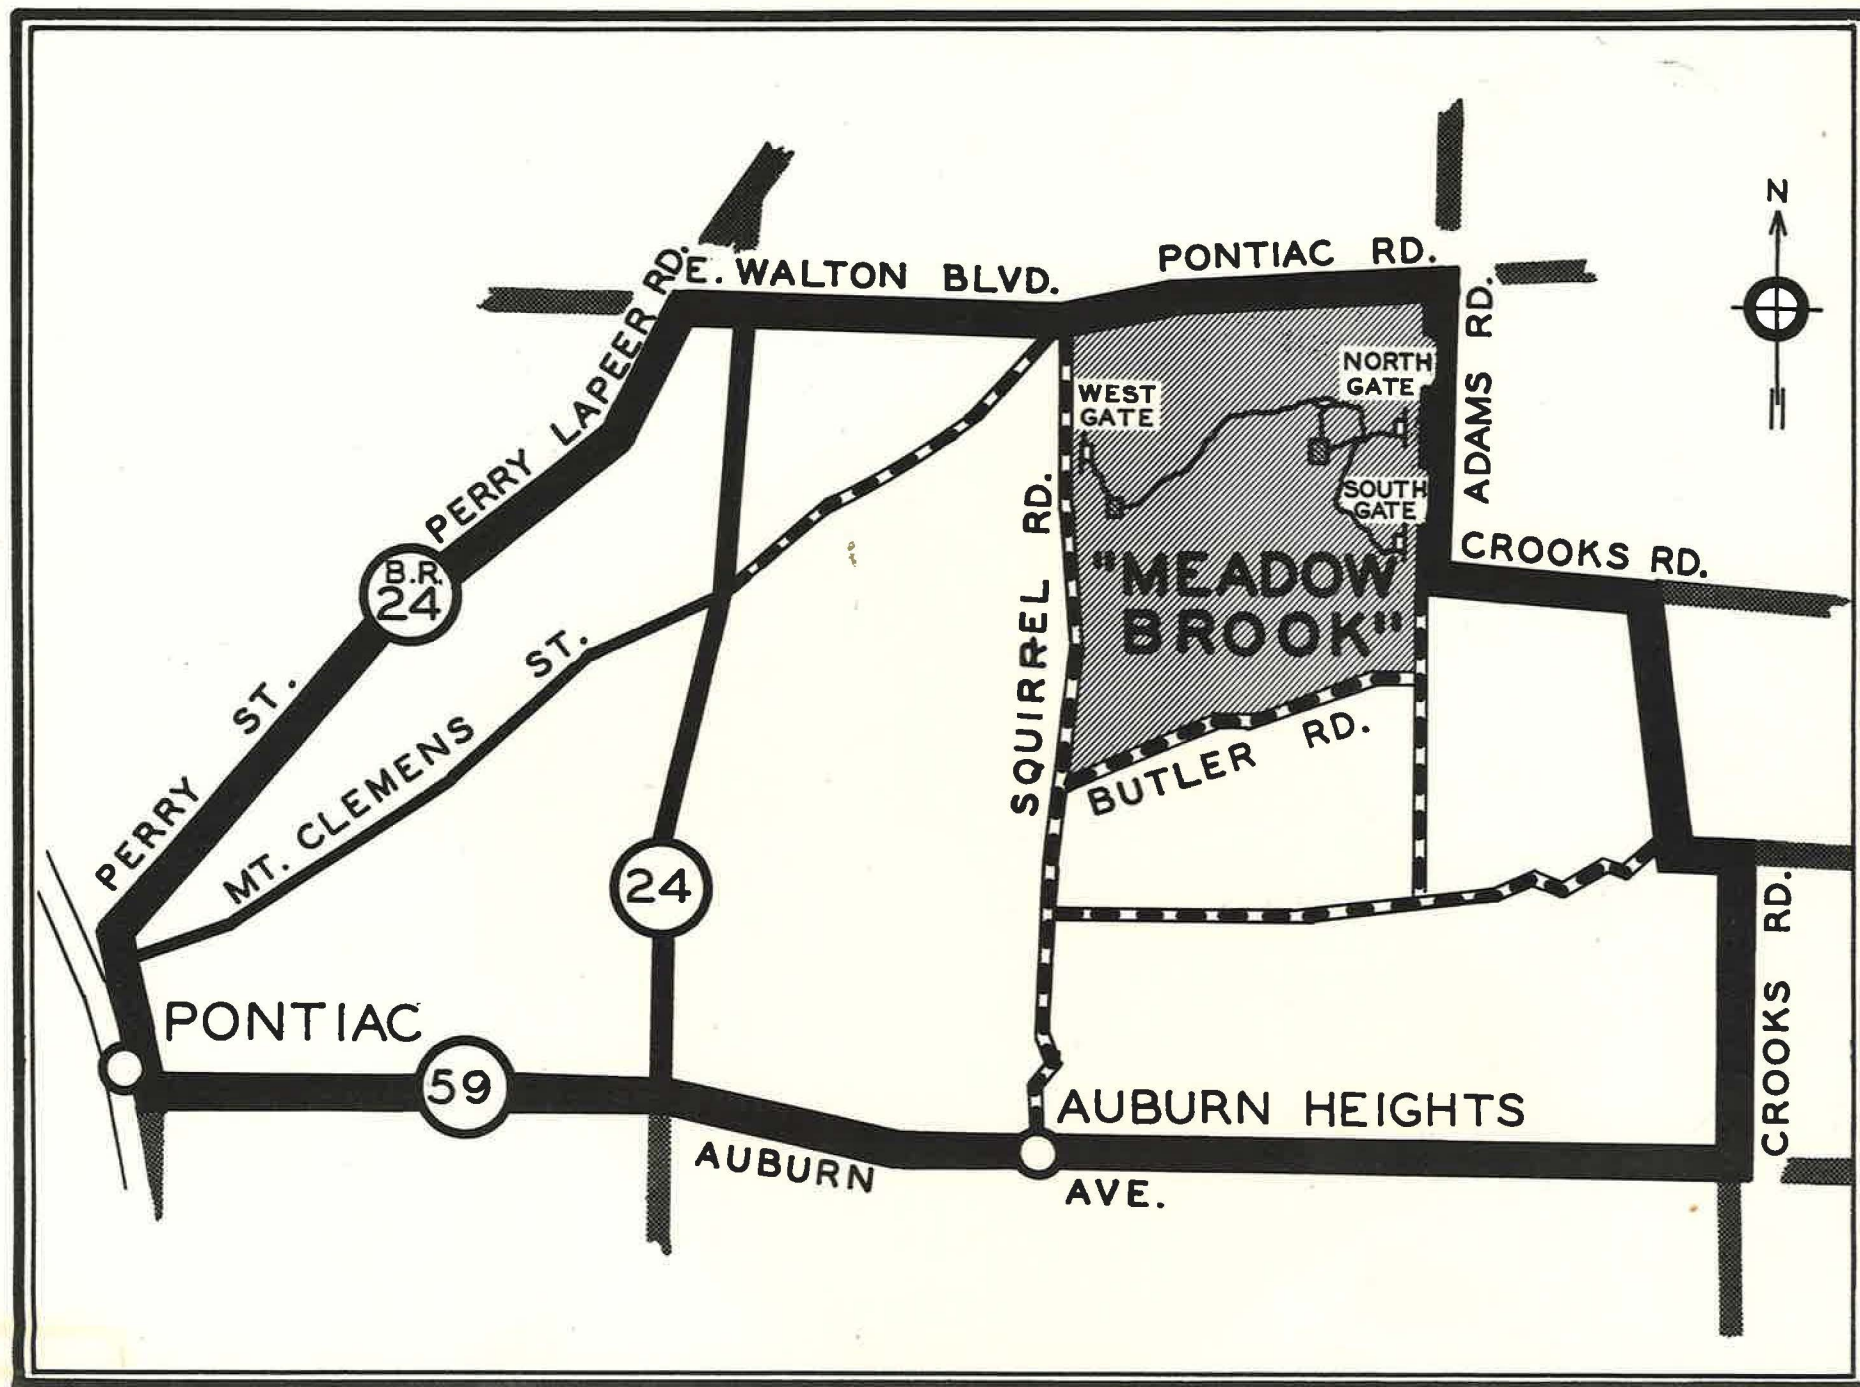 N
E. WALTON BLVD.
PONTIAC RD.
PERRY LAPEER RD.
ADAMS RD.
NORTH
GATE
WEST
GATE
SOUTH
GATE
SQUIRREL RD.
"MEADOW
BROOK"
CROOKS RD.
B.R.
24
PERRY ST.
MT. CLEMENS ST.
BUTLER RD.
24
CROOKS RD.
PONTIAC
59
AUBURN HEIGHTS
AUBURN AVE.